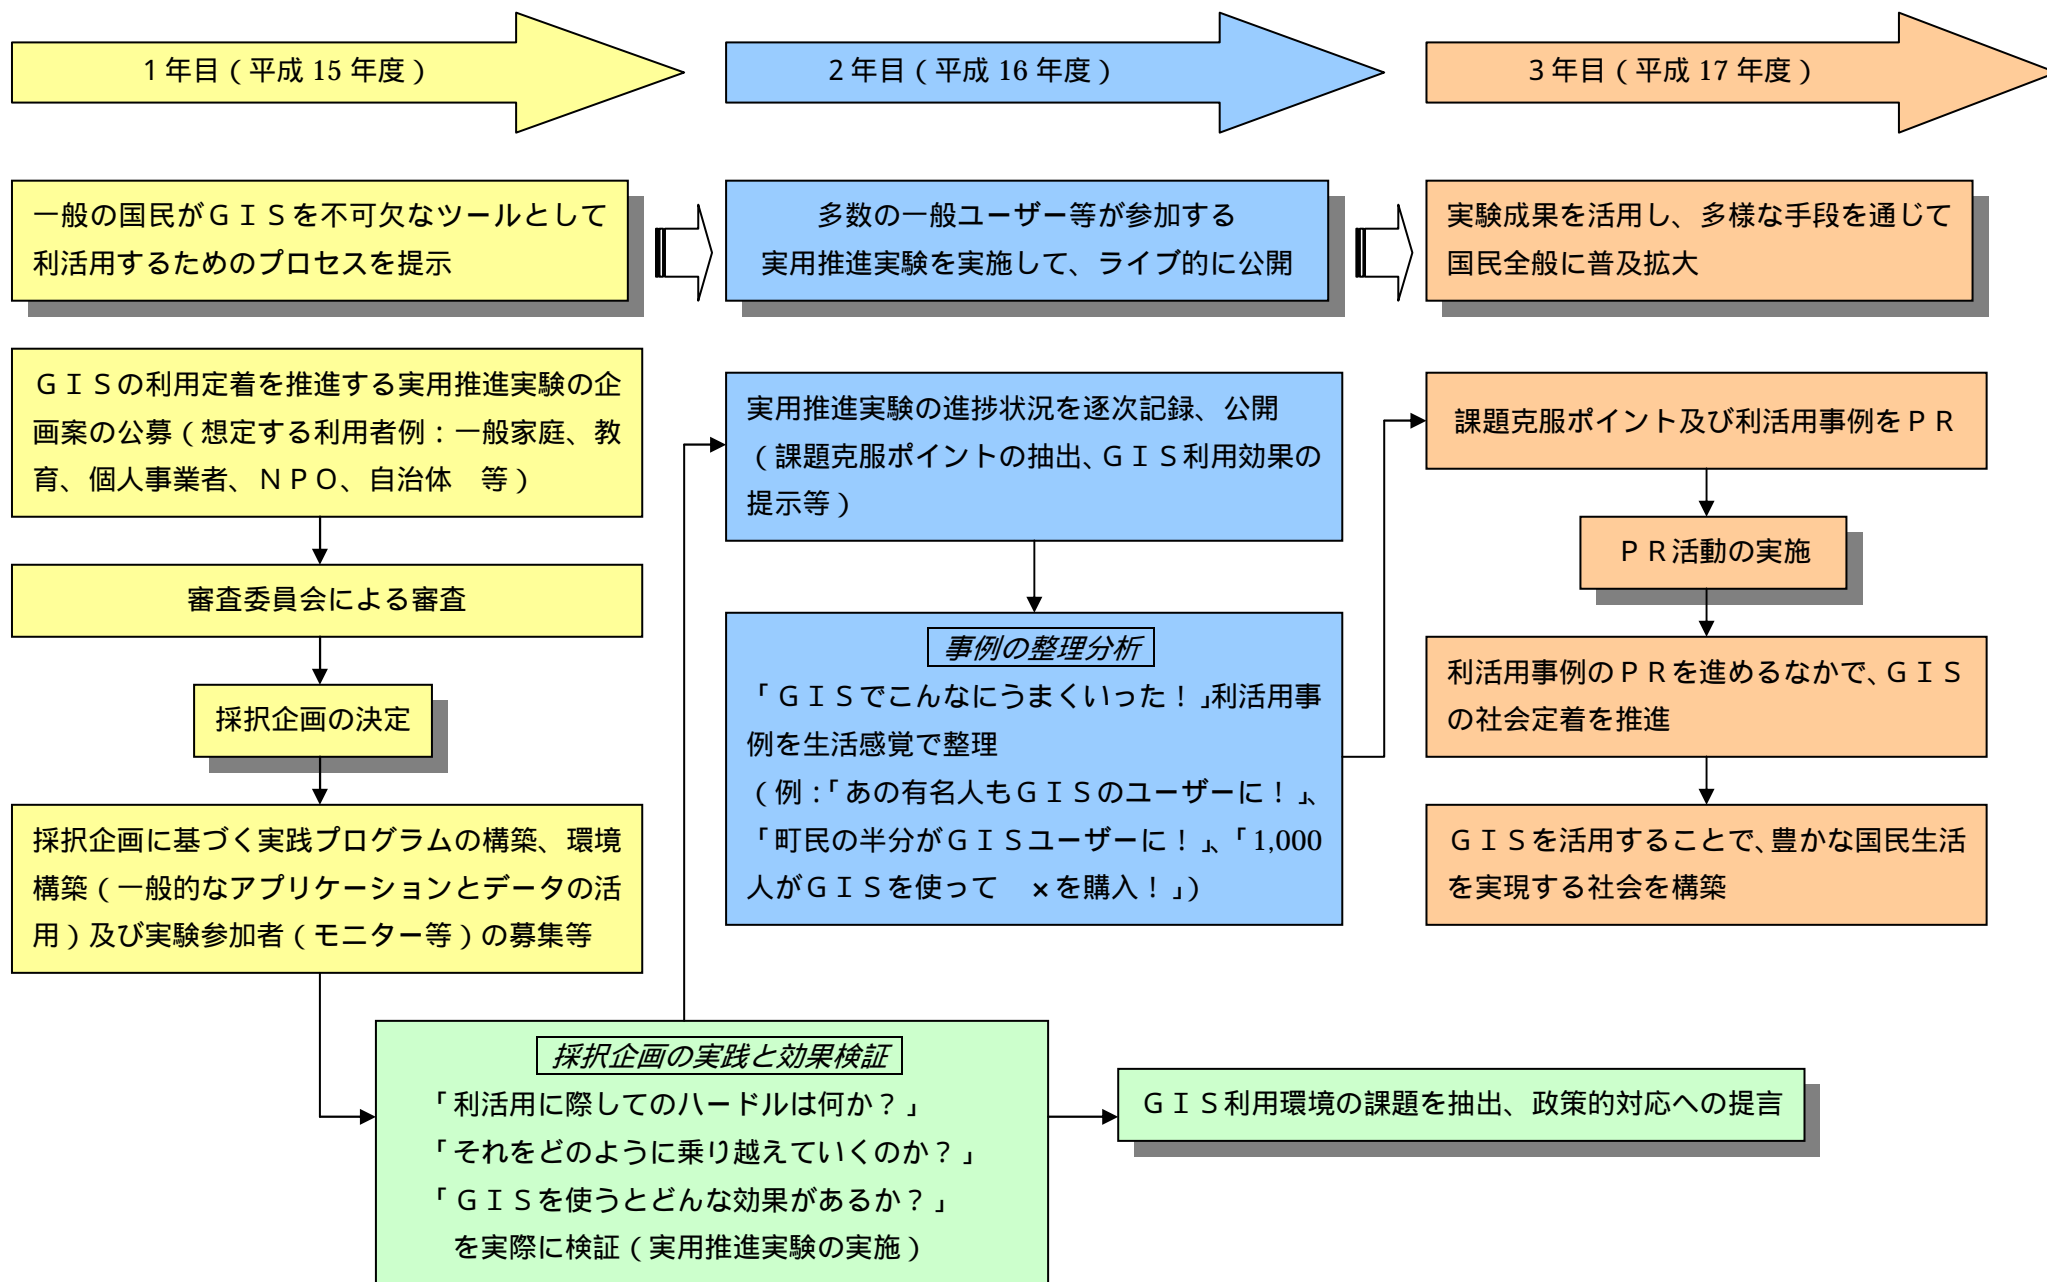 1年目(平成 15 年度)
2年目(平成 16 年度)
3年目(平成 17 年度)
一般の国民がGISを不可欠なツールとして
利活用するためのプロセスを提示
多数の一般ユーザー等が参加する
実用推進実験を実施して、ライブ的に公開
実験成果を活用し、多様な手段を通じて
国民全般に普及拡大
GISの利用定着を推進する実用推進実験の企
画案の公募(想定する利用者例:一般家庭、教
育、個人事業者、NPO、自治体 等)
審査委員会による審査
採択企画の決定
採択企画に基づく実践プログラムの構築、環境
構築(一般的なアプリケーションとデータの活
用)及び実験参加者(モニター等)の募集等
実用推進実験の進捗状況を逐次記録、公開
(課題克服ポイントの抽出、GIS利用効果の
提示等)
事例の整理分析
「GISでこんなにうまくいった!」利活用事
例を生活感覚で整理
(例:「あの有名人もGISのユーザーに!」、
「町民の半分がGISユーザーに!」、「1,000
人がGISを使って ×を購入!」)
課題克服ポイント及び利活用事例をPR
PR活動の実施
利活用事例のPRを進めるなかで、GIS
の社会定着を推進
GISを活用することで、豊かな国民生活
を実現する社会を構築
採択企画の実践と効果検証
「利活用に際してのハードルは何か?」
「それをどのように乗り越えていくのか?」
「GISを使うとどんな効果があるか?」
を実際に検証(実用推進実験の実施)
GIS利用環境の課題を抽出、政策的対応への提言